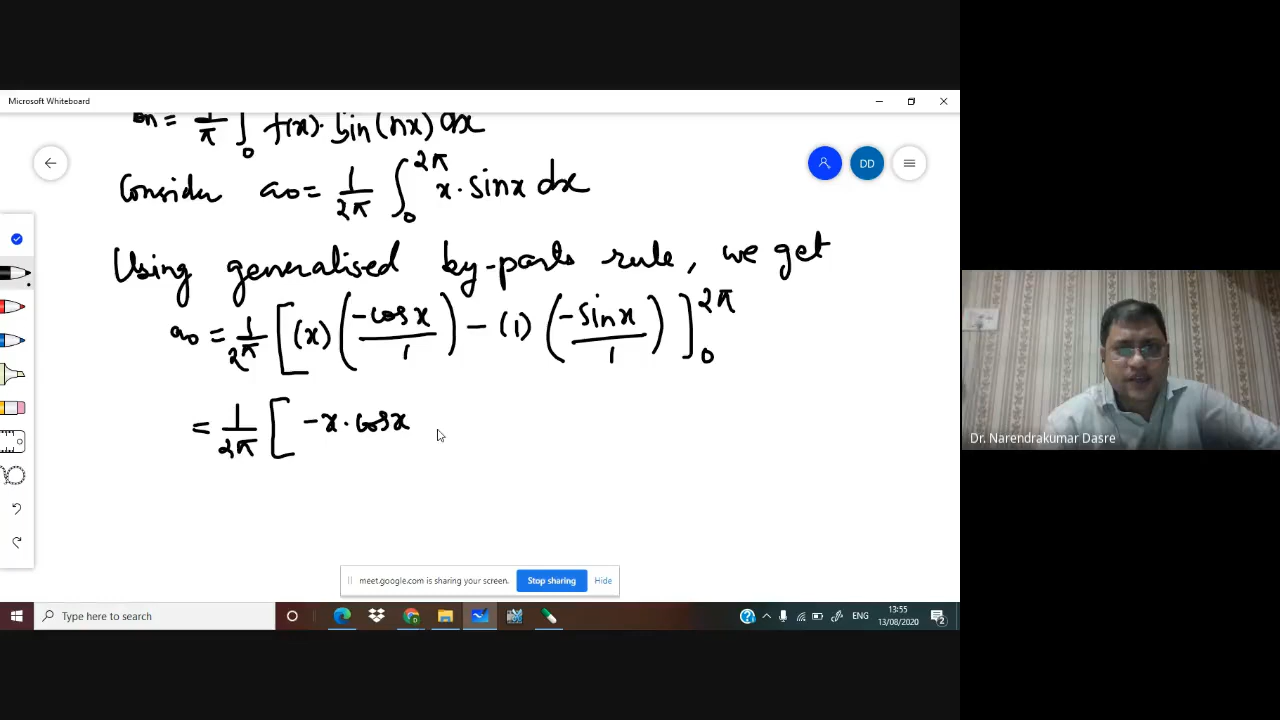 Microsoft Whiteboard
bn = 1/π ∫₀ f(x)· Sin(nx) dx
DD
Consider a₀ = 1/2π ∫₀^2π x·sinx dx
Using generalised by-parts rule, we get
a₀ = 1/2π [(x)(-cosx/1) - (1)(-sinx/1)]₀^2π
= 1/2π [ -x·cosx
Dr. Narendrakumar Dasre
meet.google.com is sharing your screen. Stop sharing Hide
Type here to search
ENG
13:55
13/08/2020
2